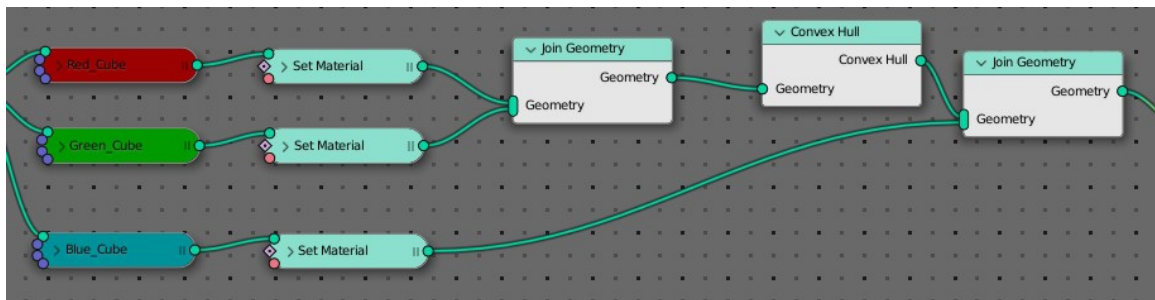 Red_Cube
Set Material
Green_Cube
Set Material
Blue_Cube
Set Material
Join Geometry
Geometry
Geometry
Convex Hull
Convex Hull
Geometry
Join Geometry
Geometry
Geometry